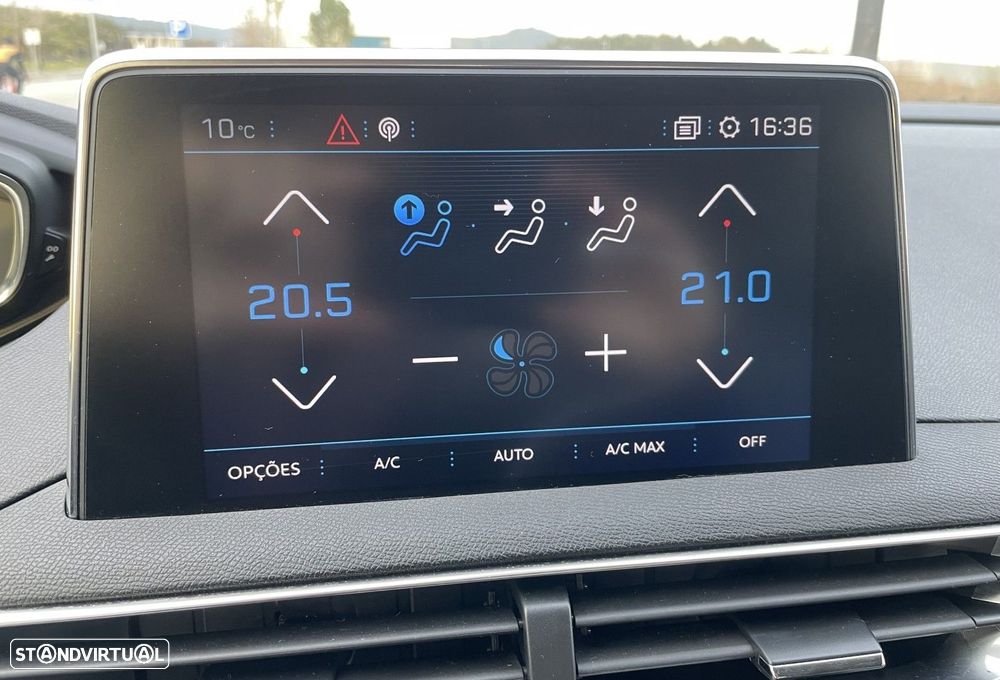 10°C
16:36
20.5
21.0
OPÇÕES
A/C
AUTO
A/C MAX
OFF
STANDVIRTUAL